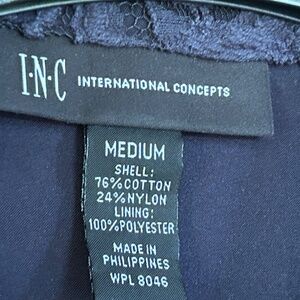 I·N·C INTERNATIONAL CONCEPTS
MEDIUM
SHELL:
76%COTTON
24%NYLON
LINING:
100%POLYESTER
MADE IN
PHILIPPINES
WPL 8046